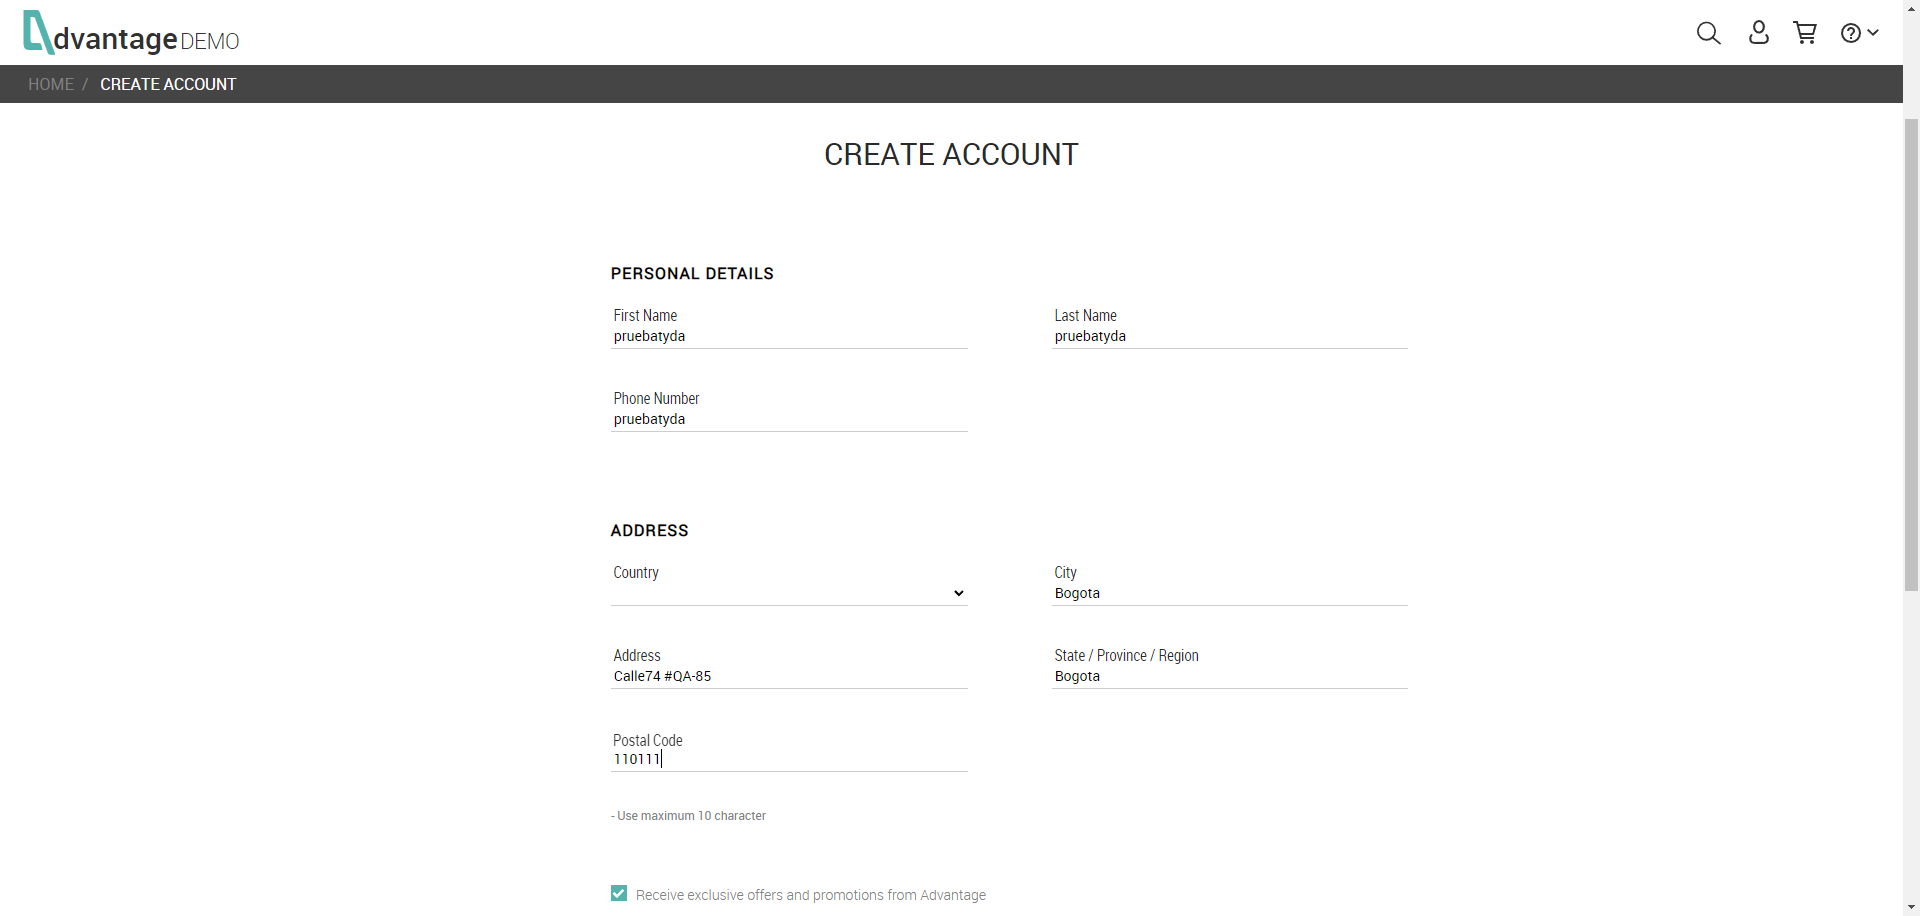 dvantage DEMO
HOME / CREATE ACCOUNT
CREATE ACCOUNT
PERSONAL DETAILS
First Name
pruebatyda
Last Name
pruebatyda
Phone Number
pruebatyda
ADDRESS
Country
City
Bogota
Address
Calle74 #QA-85
State / Province / Region
Bogota
Postal Code
110111
- Use maximum 10 character
Receive exclusive offers and promotions from Advantage